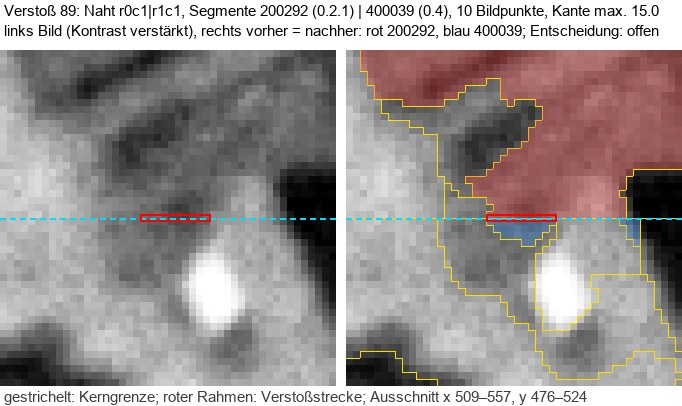 Verstoß 89: Naht r0c1|r1c1, Segmente 200292 (0.2.1) | 400039 (0.4), 10 Bildpunkte, Kante max. 15.0
links Bild (Kontrast verstärkt), rechts vorher = nachher: rot 200292, blau 400039; Entscheidung: offen
gestrichelt: Kerngrenze; roter Rahmen: Verstoßstrecke; Ausschnitt x 509–557, y 476–524